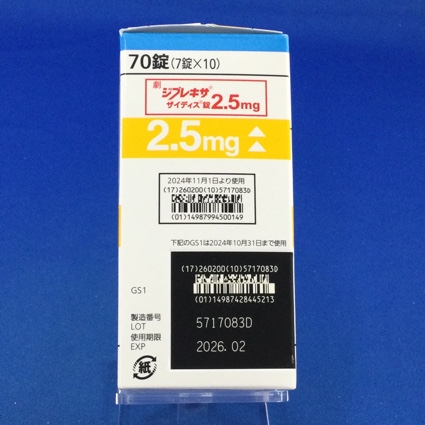 70錠(7錠×10)
劇 ジプレキサ®
ザイディス®錠2.5mg
2.5mg
2024年11月1日より使用
(17)260200(10)5717083D
(01)14987994500149
下記のGS1は2024年10月31日まで使用
(17)260200(10)5717083D
(01)14987428445213
GS1
製造番号
LOT 5717083D
使用期限
EXP 2026.02
紙